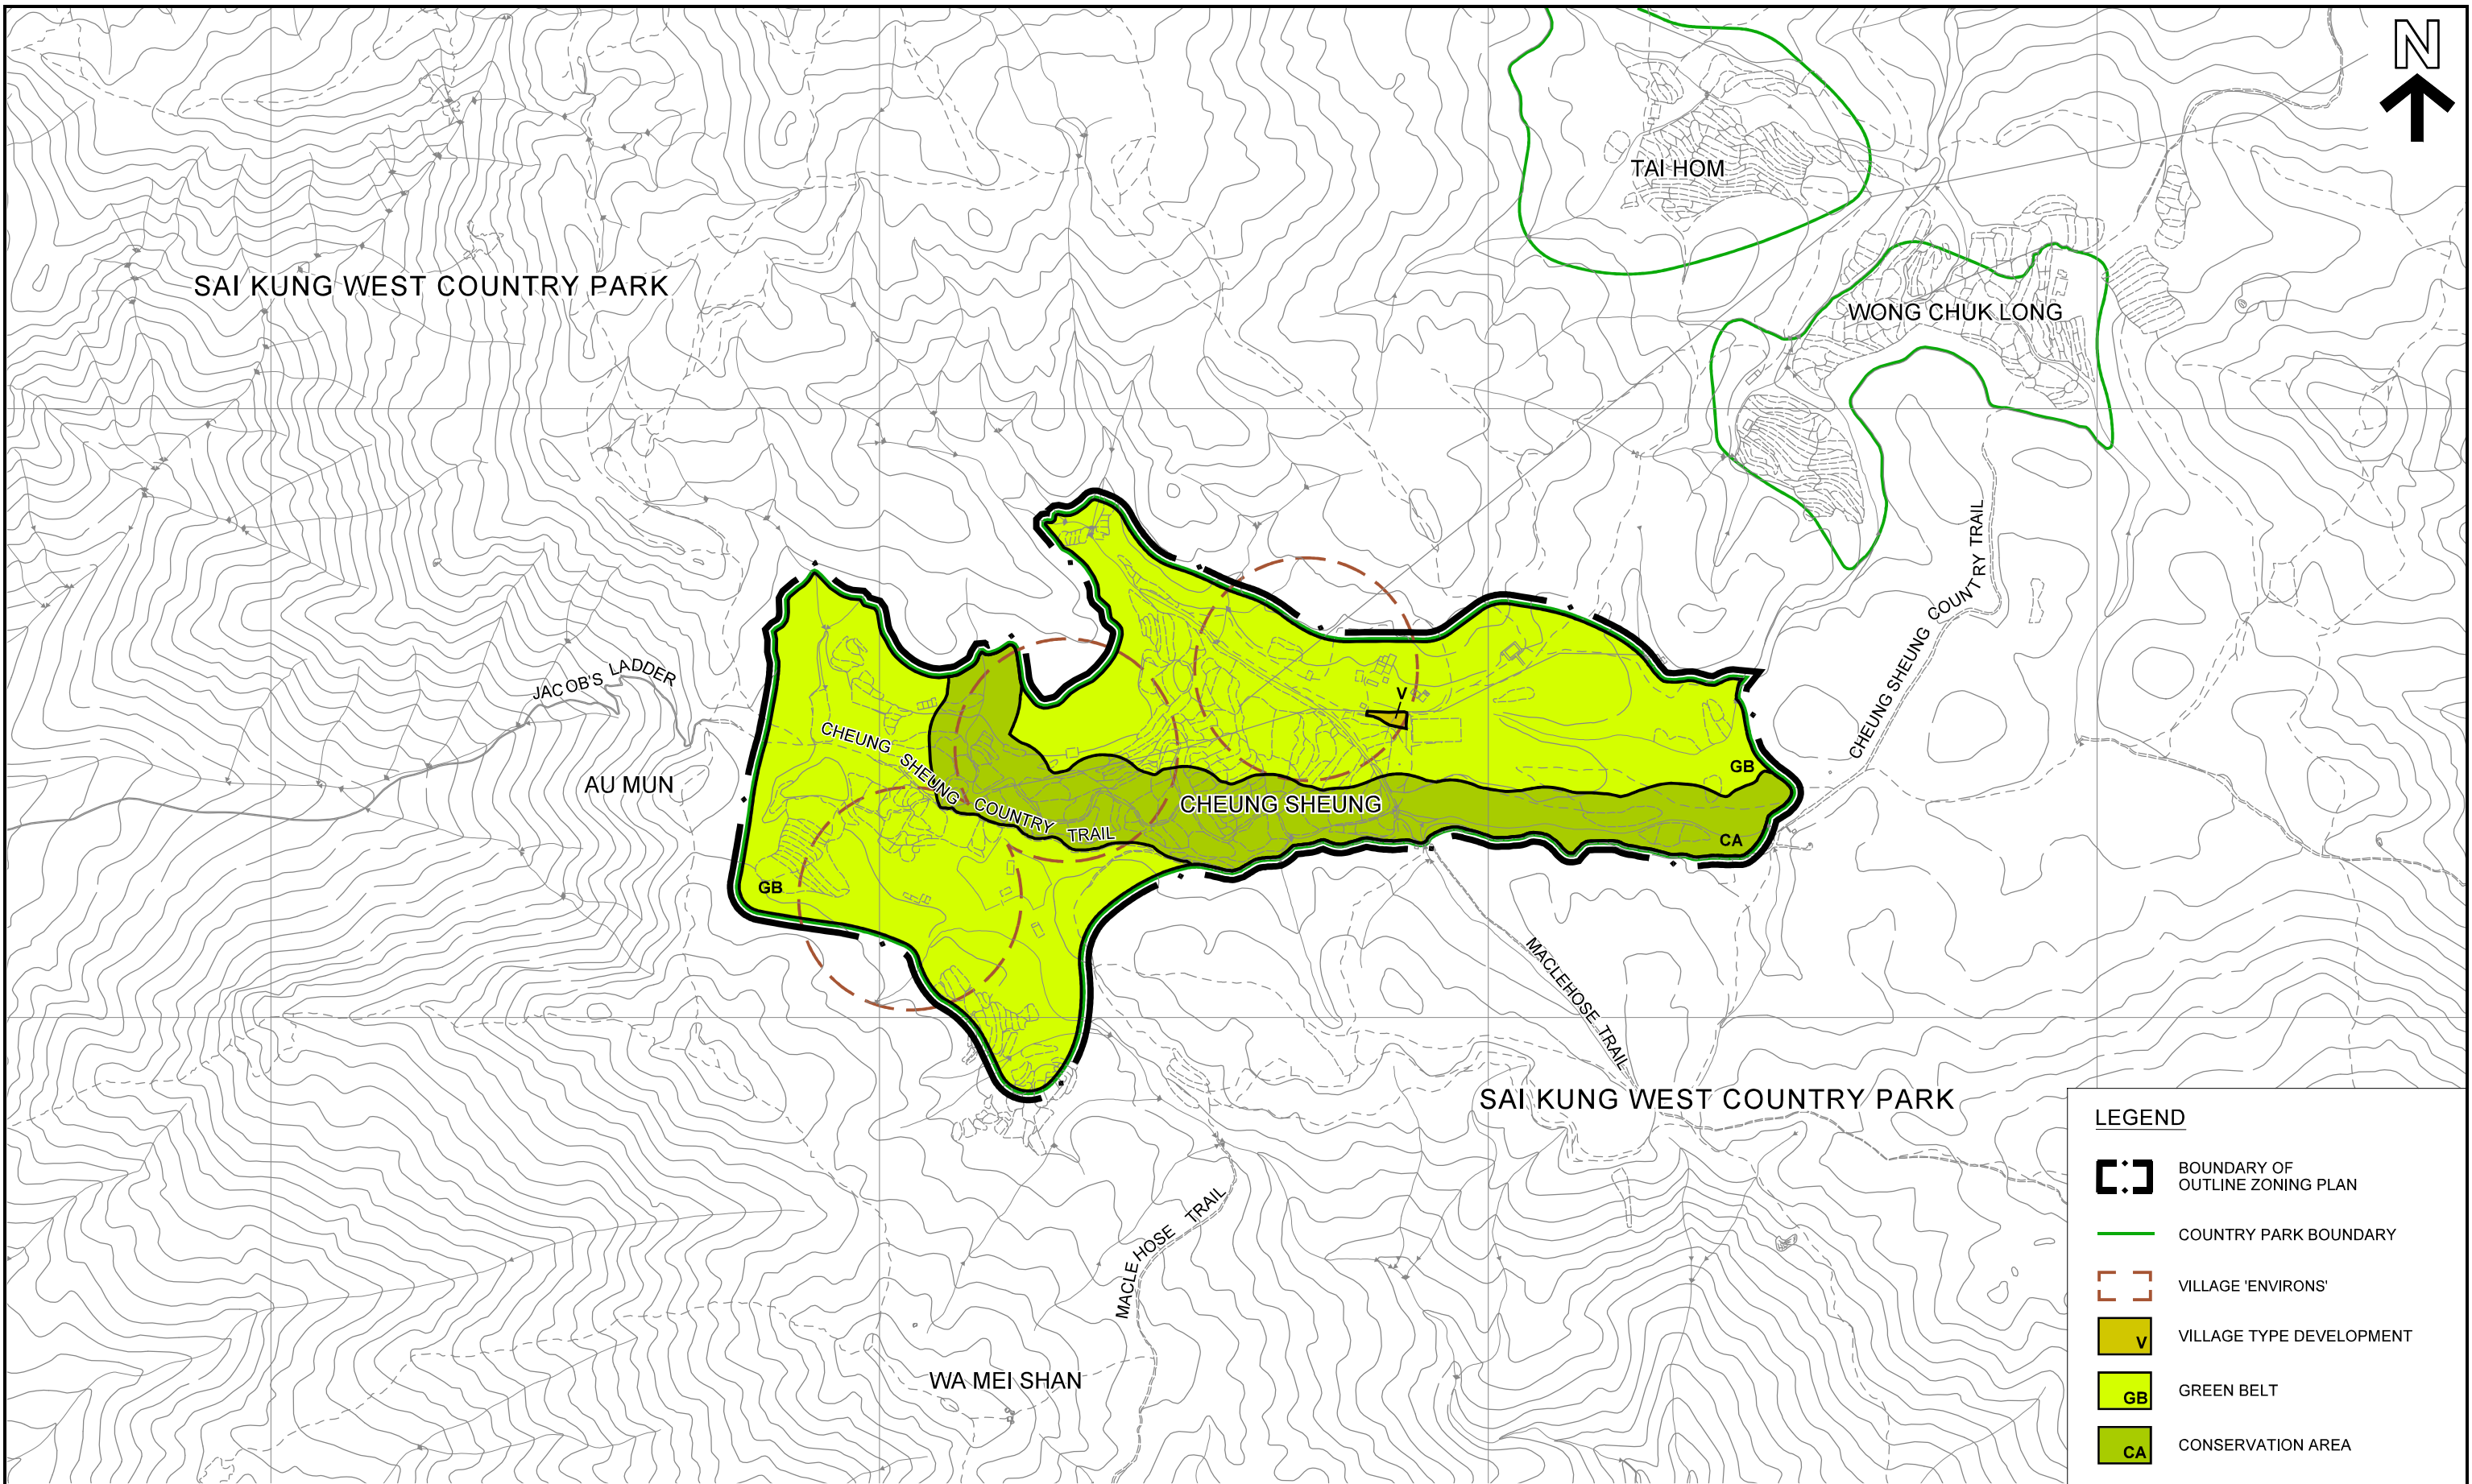 N
TAI HOM
SAI KUNG WEST COUNTRY PARK
WONG CHUK LONG
CHEUNG SHEUNG COUNTRY TRAIL
JACOB'S LADDER
V
CHEUNG SHEUNG COUNTRY TRAIL
AU MUN
GB
CHEUNG SHEUNG
CA
GB
MACLEHOSE TRAIL
SAI KUNG WEST COUNTRY PARK
MACLEHOSE TRAIL
WA MEI SHAN
LEGEND
BOUNDARY OF
OUTLINE ZONING PLAN
COUNTRY PARK BOUNDARY
VILLAGE 'ENVIRONS'
V VILLAGE TYPE DEVELOPMENT
GB GREEN BELT
CA CONSERVATION AREA